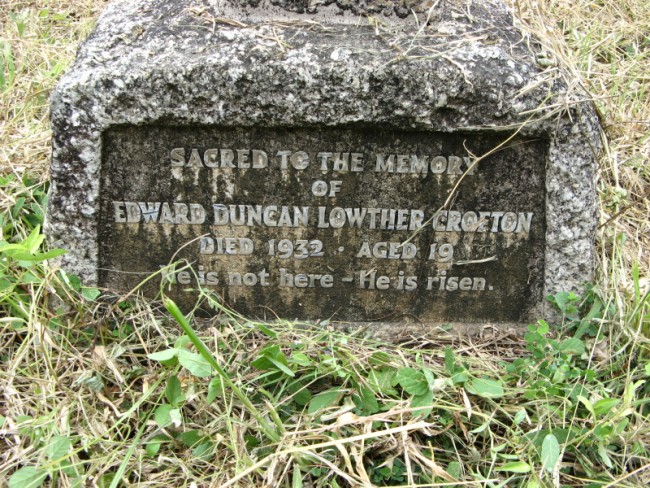 SACRED TO THE MEMORY
OF
EDWARD DUNCAN LOWTHER CROFTON
DIED 1932 · AGED 19
He is not here - He is risen.